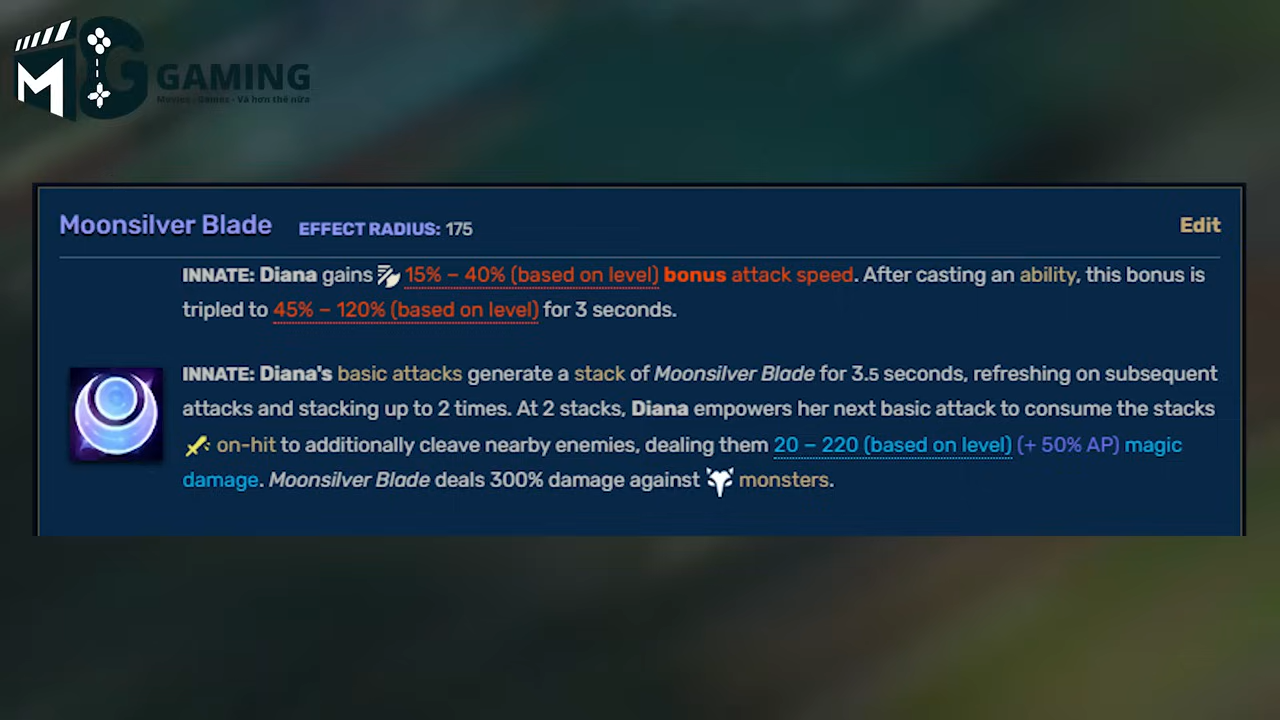 MG GAMING
Movies - Games - Và hơn thế nữa
Moonsilver Blade EFFECT RADIUS: 175 Edit
INNATE: Diana gains 15% – 40% (based on level) bonus attack speed. After casting an ability, this bonus is
tripled to 45% – 120% (based on level) for 3 seconds.
INNATE: Diana's basic attacks generate a stack of Moonsilver Blade for 3.5 seconds, refreshing on subsequent
attacks and stacking up to 2 times. At 2 stacks, Diana empowers her next basic attack to consume the stacks
on-hit to additionally cleave nearby enemies, dealing them 20 – 220 (based on level) (+ 50% AP) magic
damage. Moonsilver Blade deals 300% damage against monsters.